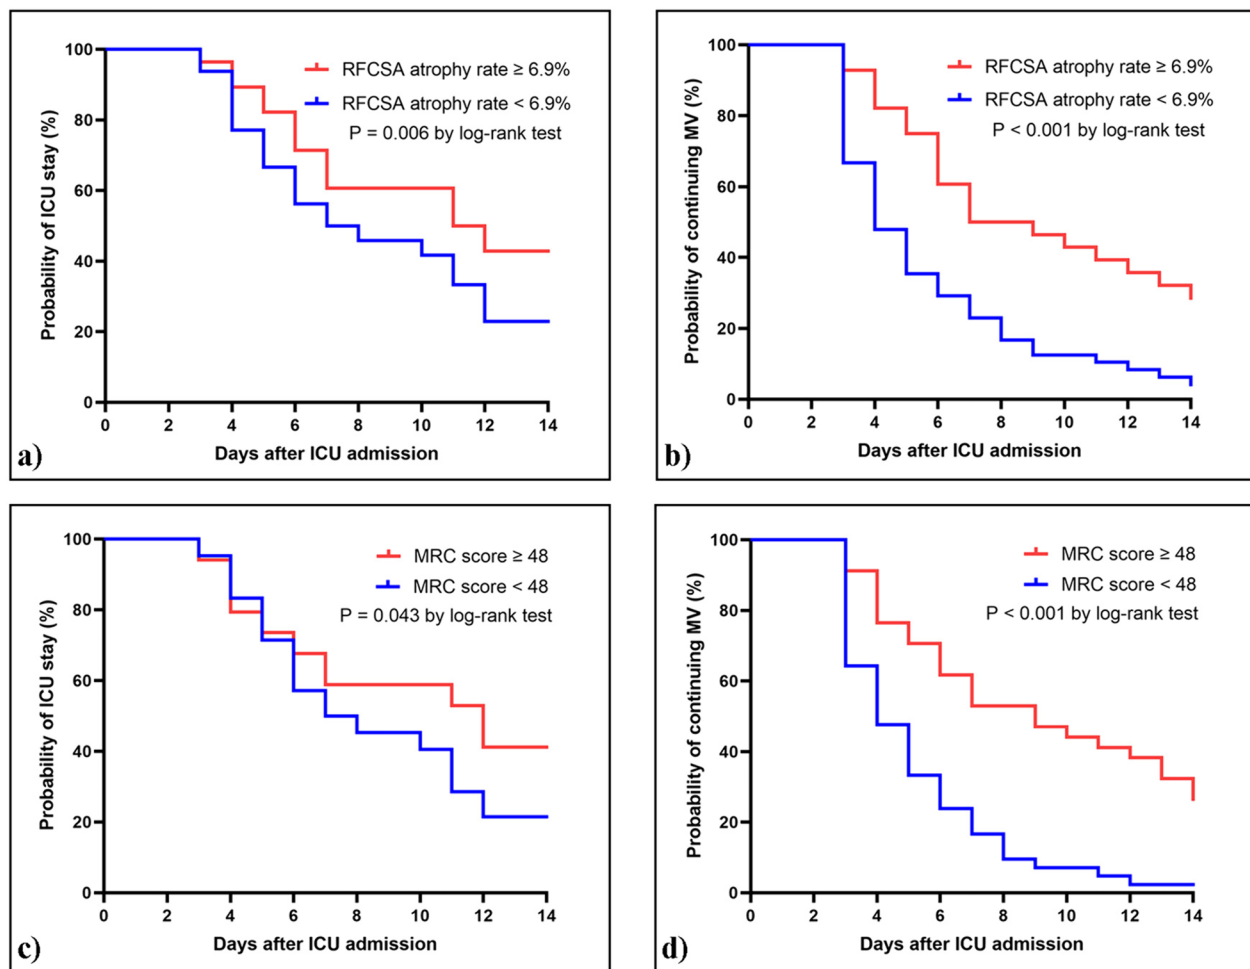 Probability of ICU stay (%)
100
80
60
40
20
0
0 2 4 6 8 10 12 14
Days after ICU admission
RFCSA atrophy rate ≥ 6.9%
RFCSA atrophy rate < 6.9%
P = 0.006 by log-rank test
a)
Probability of continuing MV (%)
100
80
60
40
20
0
0 2 4 6 8 10 12 14
Days after ICU admission
RFCSA atrophy rate ≥ 6.9%
RFCSA atrophy rate < 6.9%
P < 0.001 by log-rank test
b)
Probability of ICU stay (%)
100
80
60
40
20
0
0 2 4 6 8 10 12 14
Days after ICU admission
MRC score ≥ 48
MRC score < 48
P = 0.043 by log-rank test
c)
Probability of continuing MV (%)
100
80
60
40
20
0
0 2 4 6 8 10 12 14
Days after ICU admission
MRC score ≥ 48
MRC score < 48
P < 0.001 by log-rank test
d)